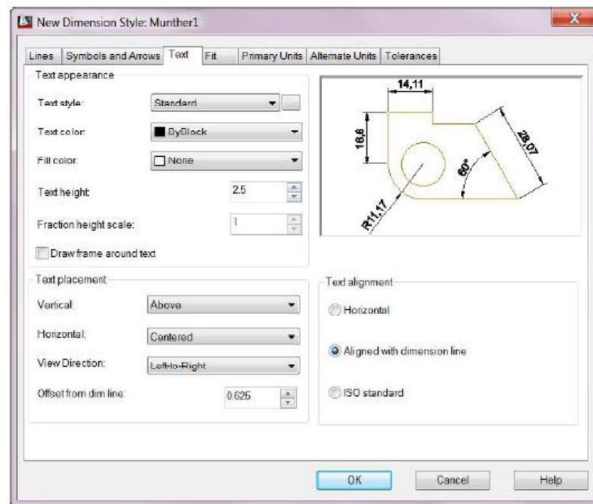 New Dimension Style: Munther1
Lines Symbols and Arrows Text Fit Primary Units Alternate Units Tolerances
Text appearance
Text style: Standard
Text color: ByBlock
Fill color: None
Text height: 2.5
Fraction height scale: 1
Draw frame around text
14,11
16,6
28,07
60°
R11,17
Text placement
Vertical: Above
Horizontal: Centered
View Direction: Left-to-Right
Offset from dim line: 0.625
Text alignment
Horizontal
Aligned with dimension line
ISO standard
OK Cancel Help